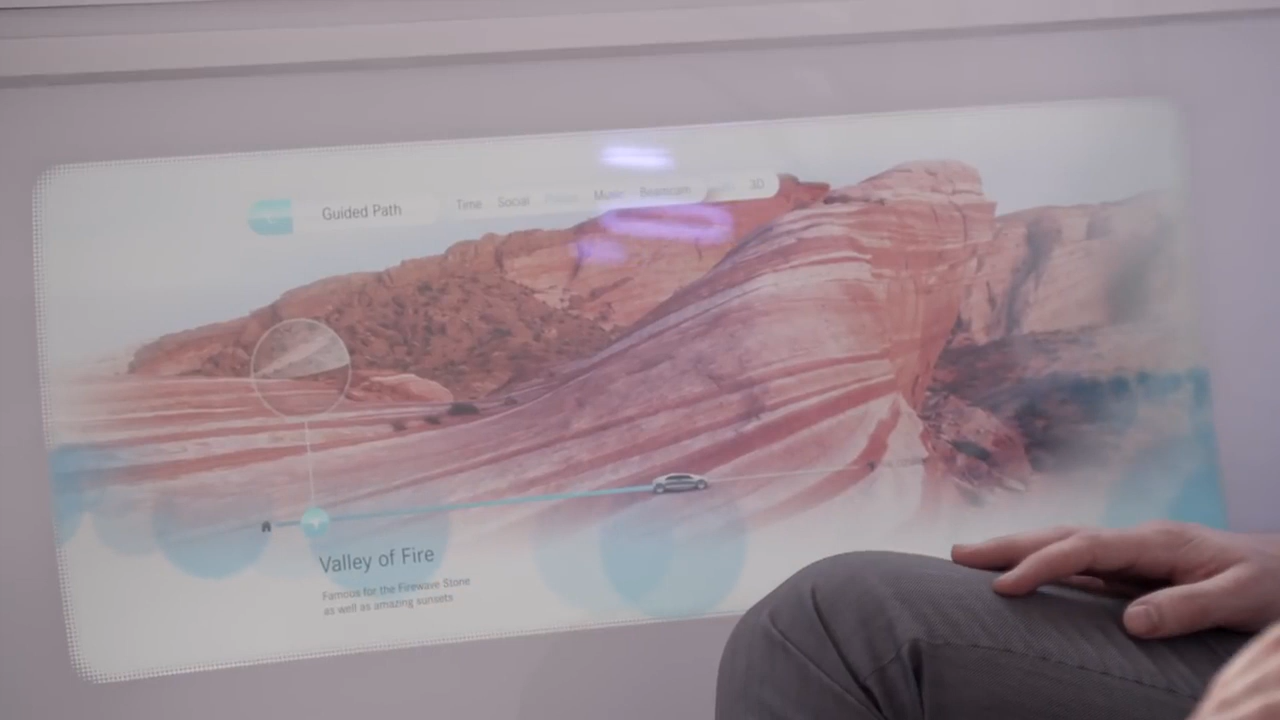 Guided Path
Time Social Music Beamcam 3D
Valley of Fire
Famous for the Firewave Stone
as well as amazing sunsets